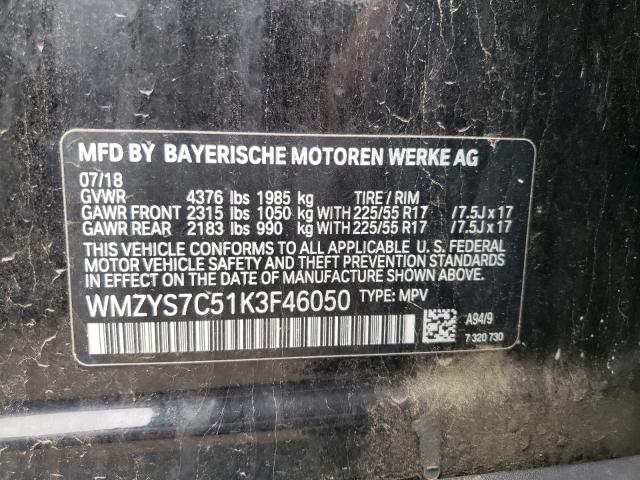 MFD BY BAYERISCHE MOTOREN WERKE AG
07/18
GVWR 4376 lbs 1985 kg TIRE / RIM
GAWR FRONT 2315 lbs 1050 kg WITH 225/55 R17 /7.5J x 17
GAWR REAR 2183 lbs 990 kg WITH 225/55 R17 /7.5J x 17
THIS VEHICLE CONFORMS TO ALL APPLICABLE U. S. FEDERAL
MOTOR VEHICLE SAFETY AND THEFT PREVENTION STANDARDS
IN EFFECT ON THE DATE OF MANUFACTURE SHOWN ABOVE.
WMZYS7C51K3F46050 TYPE: MPV
A94/9
7 320 730